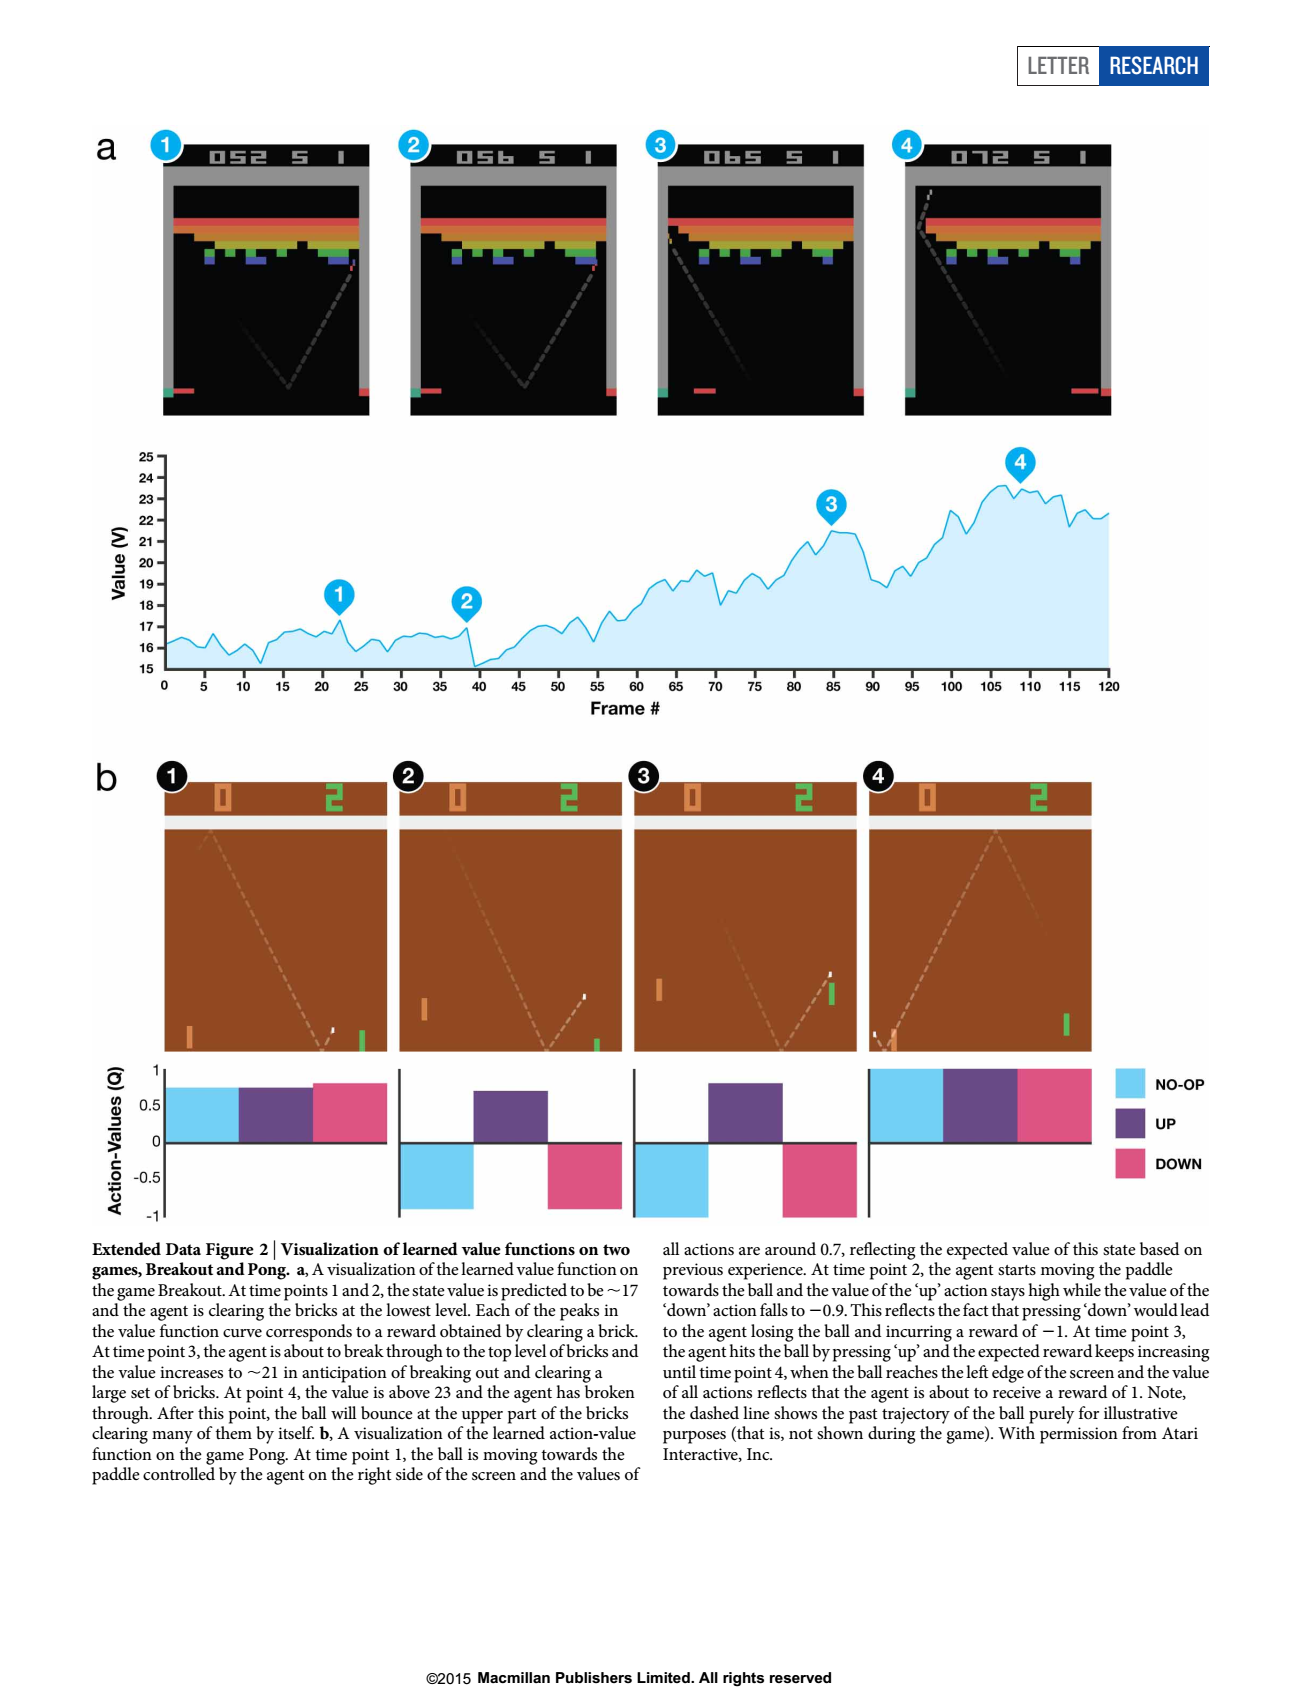 LETTER RESEARCH
a
1 2 3 4
052 5 1
056 5 1
065 5 1
072 5 1
Value (V)
25
24
23
22
21
20
19
18
17
16
15
1
2
3
4
0 5 10 15 20 25 30 35 40 45 50 55 60 65 70 75 80 85 90 95 100 105 110 115 120
Frame #
b
1 2 3 4
0 2
0 2
0 2
0 2
Action-Values (Q)
1
0.5
0
-0.5
-1
NO-OP
UP
DOWN
Extended Data Figure 2 | Visualization of learned value functions on two
games, Breakout and Pong. a, A visualization of the learned value function on
the game Breakout. At time points 1 and 2, the state value is predicted to be ~17
and the agent is clearing the bricks at the lowest level. Each of the peaks in
the value function curve corresponds to a reward obtained by clearing a brick.
At time point 3, the agent is about to break through to the top level of bricks and
the value increases to ~21 in anticipation of breaking out and clearing a
large set of bricks. At point 4, the value is above 23 and the agent has broken
through. After this point, the ball will bounce at the upper part of the bricks
clearing many of them by itself. b, A visualization of the learned action-value
function on the game Pong. At time point 1, the ball is moving towards the
paddle controlled by the agent on the right side of the screen and the values of
all actions are around 0.7, reflecting the expected value of this state based on
previous experience. At time point 2, the agent starts moving the paddle
towards the ball and the value of the ‘up’ action stays high while the value of the
‘down’ action falls to −0.9. This reflects the fact that pressing ‘down’ would lead
to the agent losing the ball and incurring a reward of −1. At time point 3,
the agent hits the ball by pressing ‘up’ and the expected reward keeps increasing
until time point 4, when the ball reaches the left edge of the screen and the value
of all actions reflects that the agent is about to receive a reward of 1. Note,
the dashed line shows the past trajectory of the ball purely for illustrative
purposes (that is, not shown during the game). With permission from Atari
Interactive, Inc.
©2015 Macmillan Publishers Limited. All rights reserved